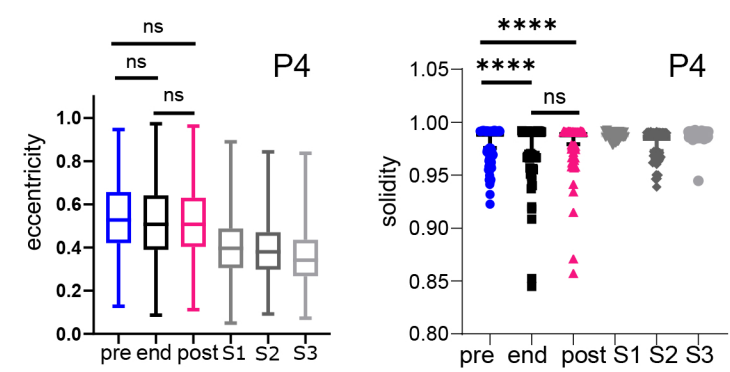 ns
ns
ns
P4
eccentricity
1.0
0.8
0.6
0.4
0.2
0.0
pre end post S1 S2 S3
****
****
ns
P4
solidity
1.05
1.00
0.95
0.90
0.85
0.80
pre end post S1 S2 S3